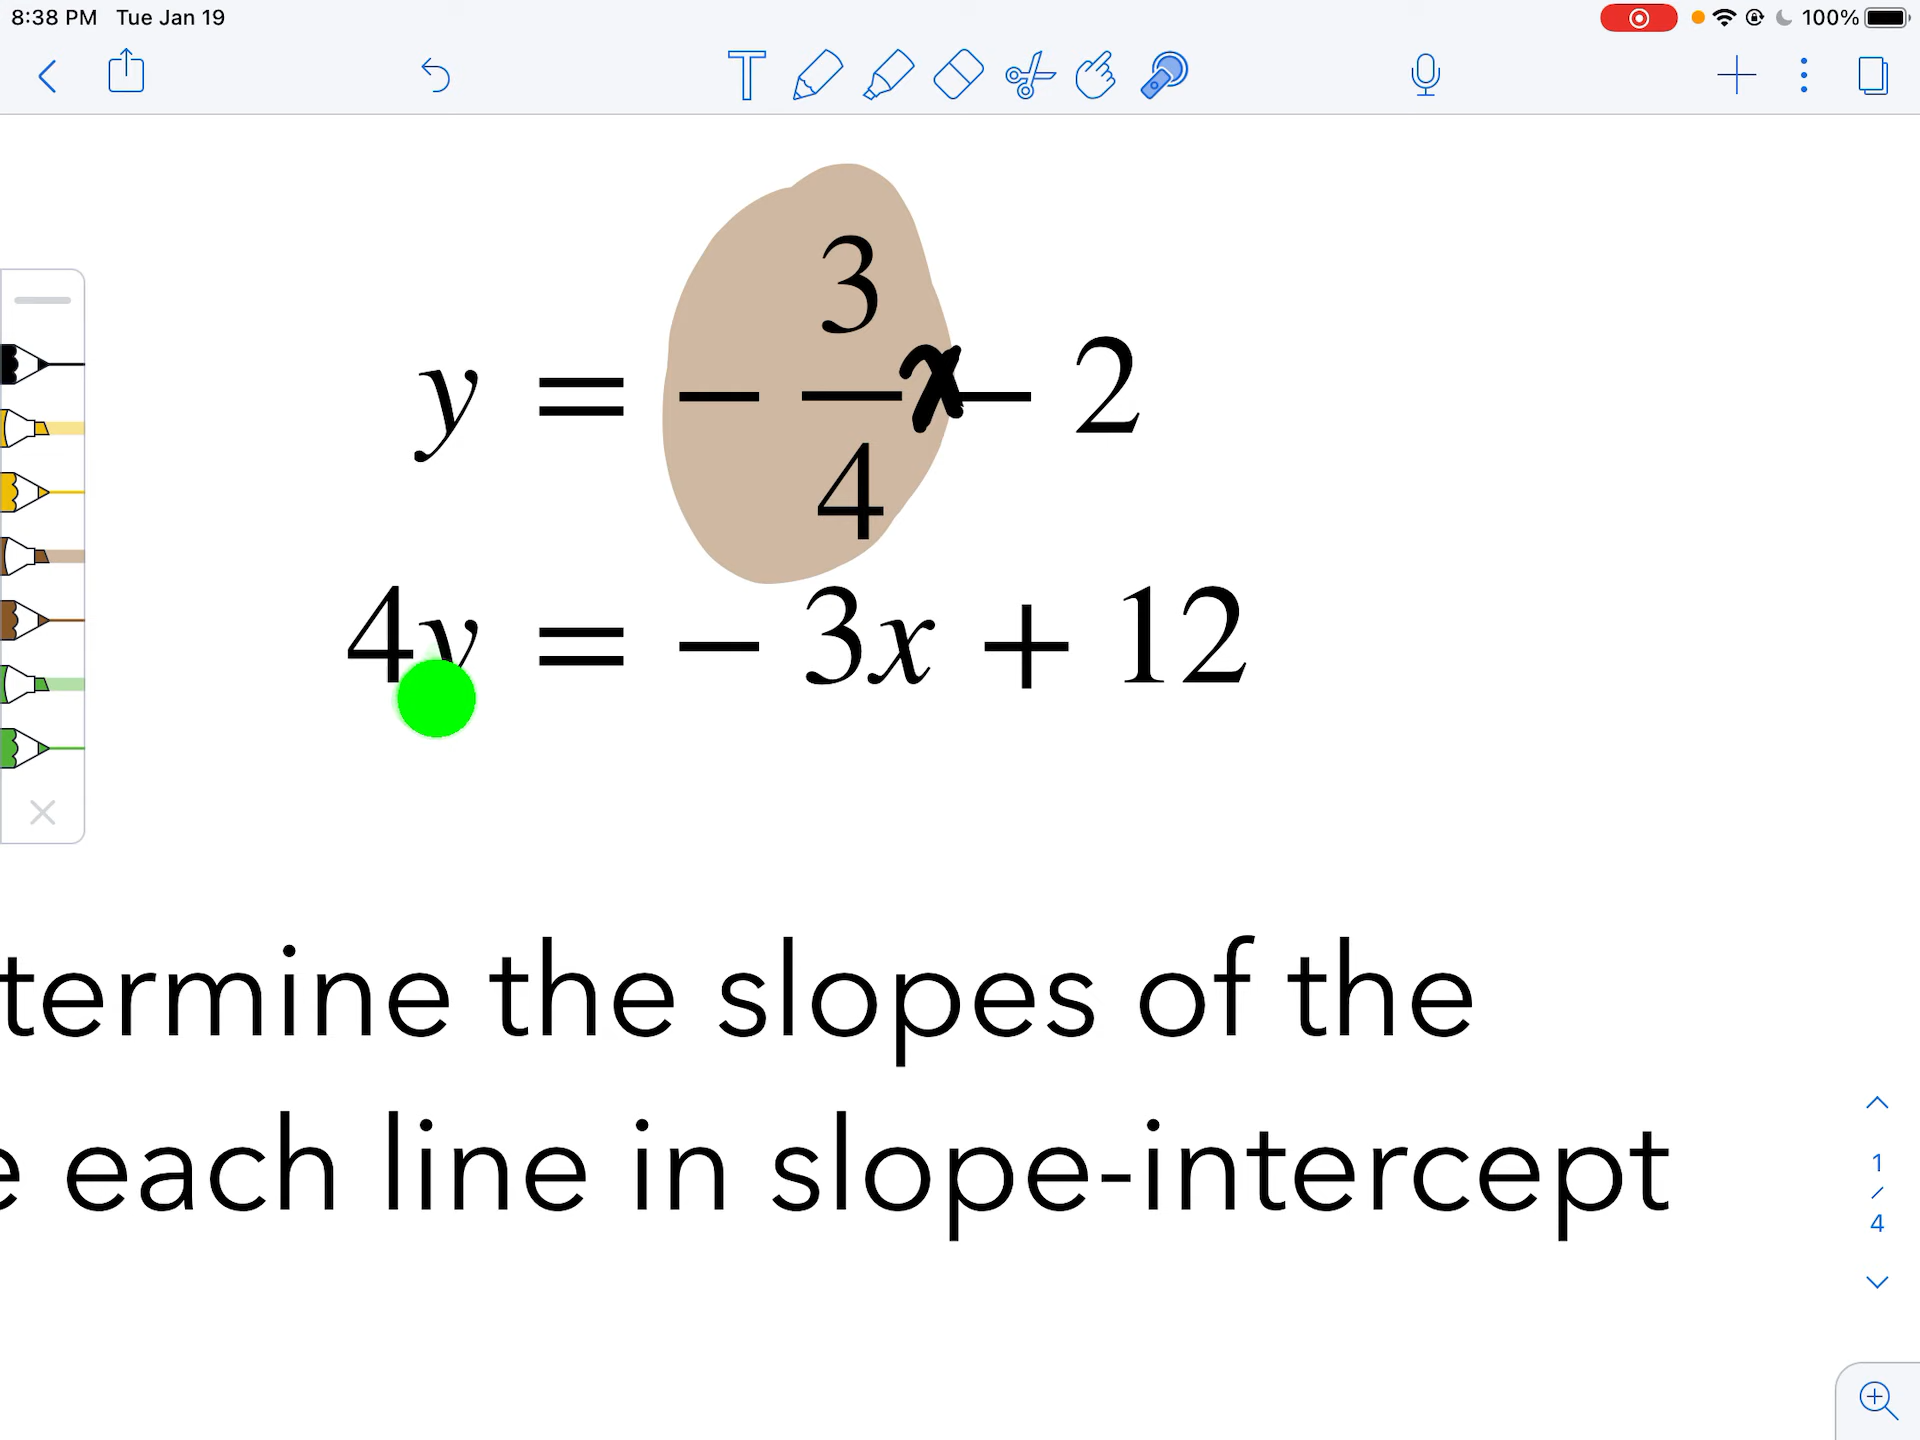 8:38 PM Tue Jan 19 100%
T
y = - 3/4 x - 2
4y = - 3x + 12
termine the slopes of the
e each line in slope-intercept
1
/
4